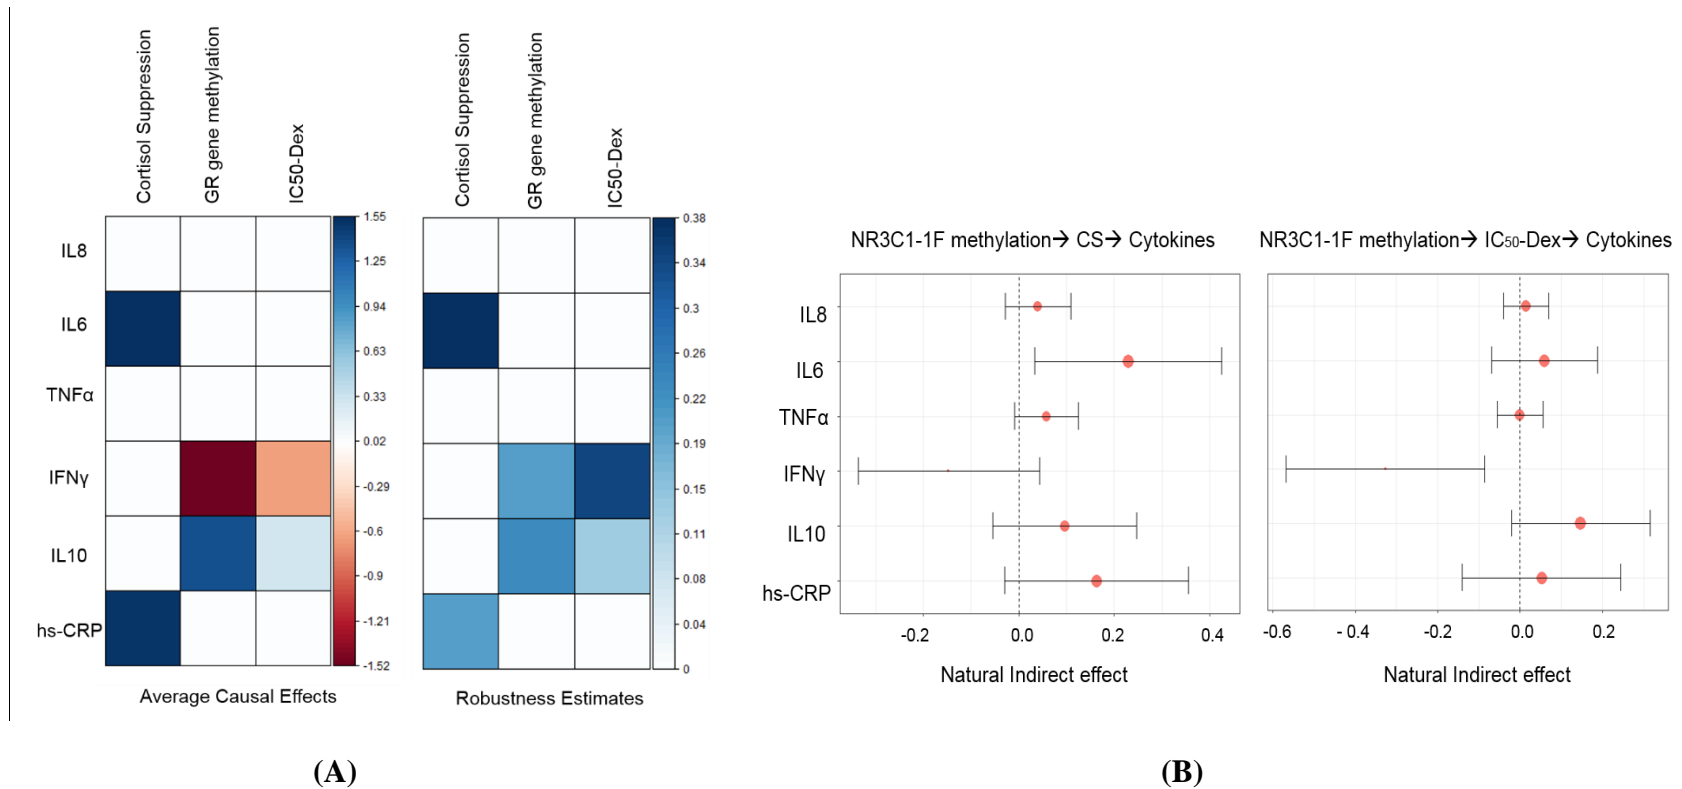 Cortisol Suppression
GR gene methylation
IC50-Dex
Cortisol Suppression
GR gene methylation
IC50-Dex
IL8
IL6
TNFα
IFNγ
IL10
hs-CRP
1.55
1.25
0.94
0.63
0.33
0.02
-0.29
-0.6
-0.9
-1.21
-1.52
0.38
0.34
0.3
0.26
0.22
0.19
0.15
0.11
0.08
0.04
0
Average Causal Effects
Robustness Estimates
(A)
NR3C1-1F methylation→ CS→ Cytokines
IL8
IL6
TNFα
IFNγ
IL10
hs-CRP
-0.2 0.0 0.2 0.4
Natural Indirect effect
NR3C1-1F methylation→ IC₅₀-Dex→ Cytokines
-0.6 - 0.4 -0.2 0.0 0.2
Natural Indirect effect
(B)